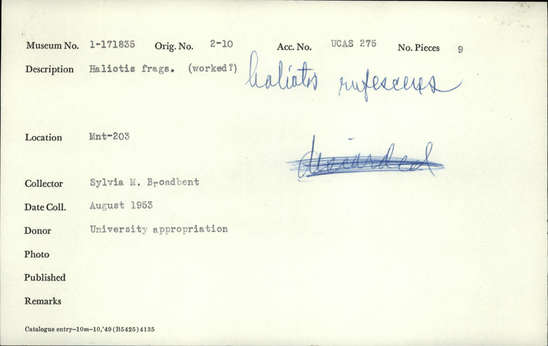 Museum No. 1-171835 Orig. No. 2-10 Acc. No. UCAS 275 No. Pieces 9
Description Haliotis frags. (worked?) haliotis rufescens
Location Mnt-203
Discarded
Collector Sylvia M. Broadbent
Date Coll. August 1953
Donor University appropriation
Photo
Published
Remarks
Catalogue entry—10m-10,'49(B5425)4135